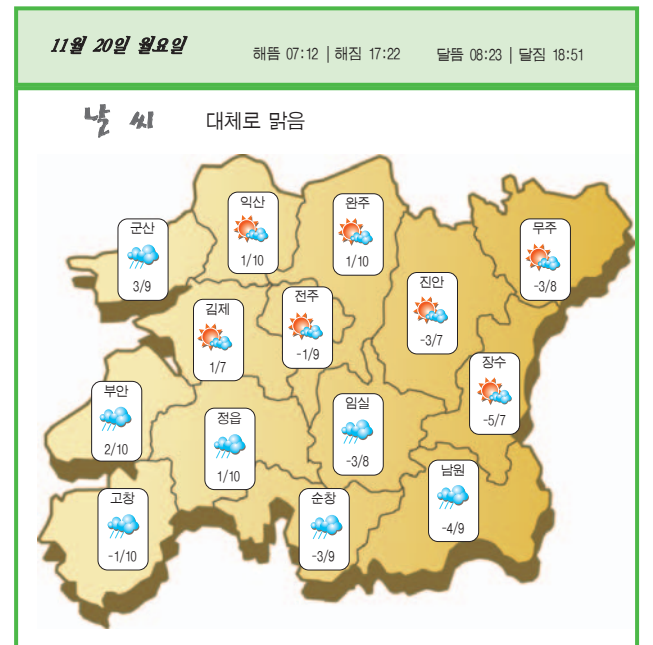 11월 20일 월요일
해뜸 07:12 | 해짐 17:22 달뜸 08:23 | 달짐 18:51
날씨 대체로 맑음
익산
1/10
완주
1/10
군산
3/9
무주
-3/8
진안
-3/7
전주
-1/9
김제
1/7
장수
-5/7
부안
2/10
임실
-3/8
정읍
1/10
남원
-4/9
고창
-1/10
순창
-3/9